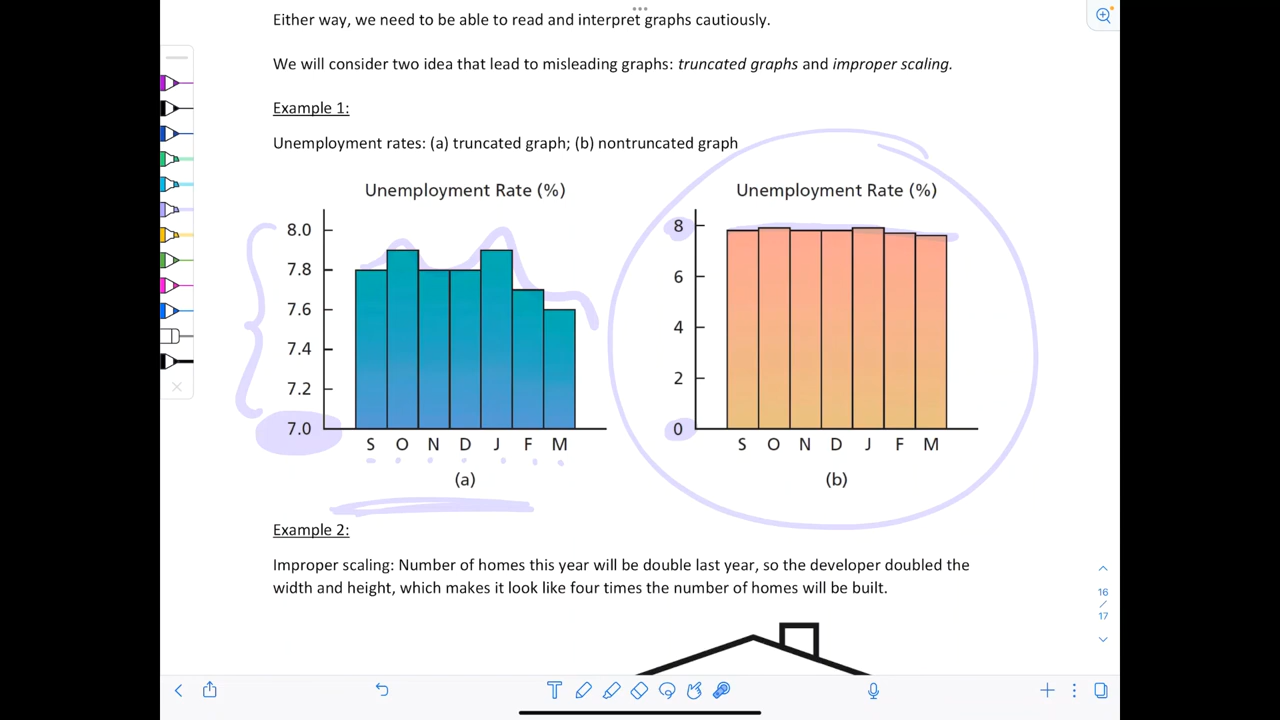 Either way, we need to be able to read and interpret graphs cautiously.
We will consider two idea that lead to misleading graphs: truncated graphs and improper scaling.
Example 1:
Unemployment rates: (a) truncated graph; (b) nontruncated graph
Unemployment Rate (%)
8.0
7.8
7.6
7.4
7.2
7.0
S O N D J F M
(a)
Unemployment Rate (%)
8
6
4
2
0
S O N D J F M
(b)
Example 2:
Improper scaling: Number of homes this year will be double last year, so the developer doubled the
width and height, which makes it look like four times the number of homes will be built.
16
/
17
T